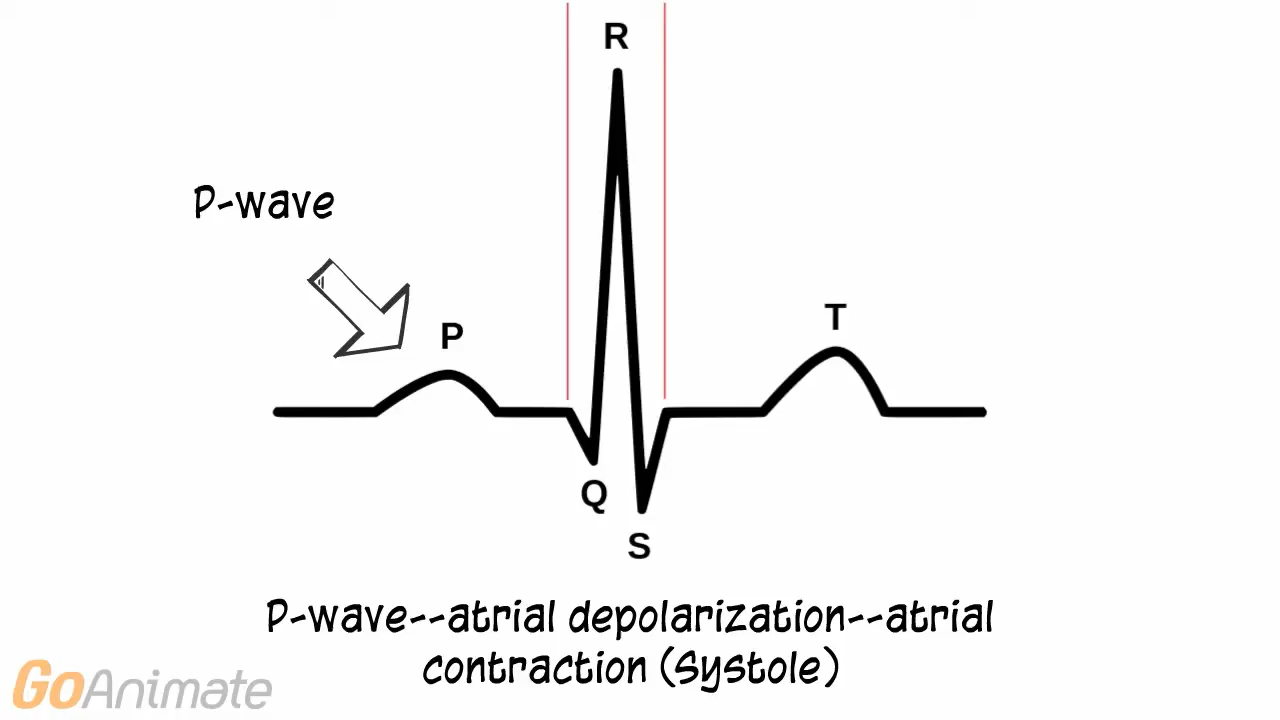 R
P-wave
P
T
Q
S
P-wave--atrial depolarization--atrial
contraction (Systole)
GoAnimate